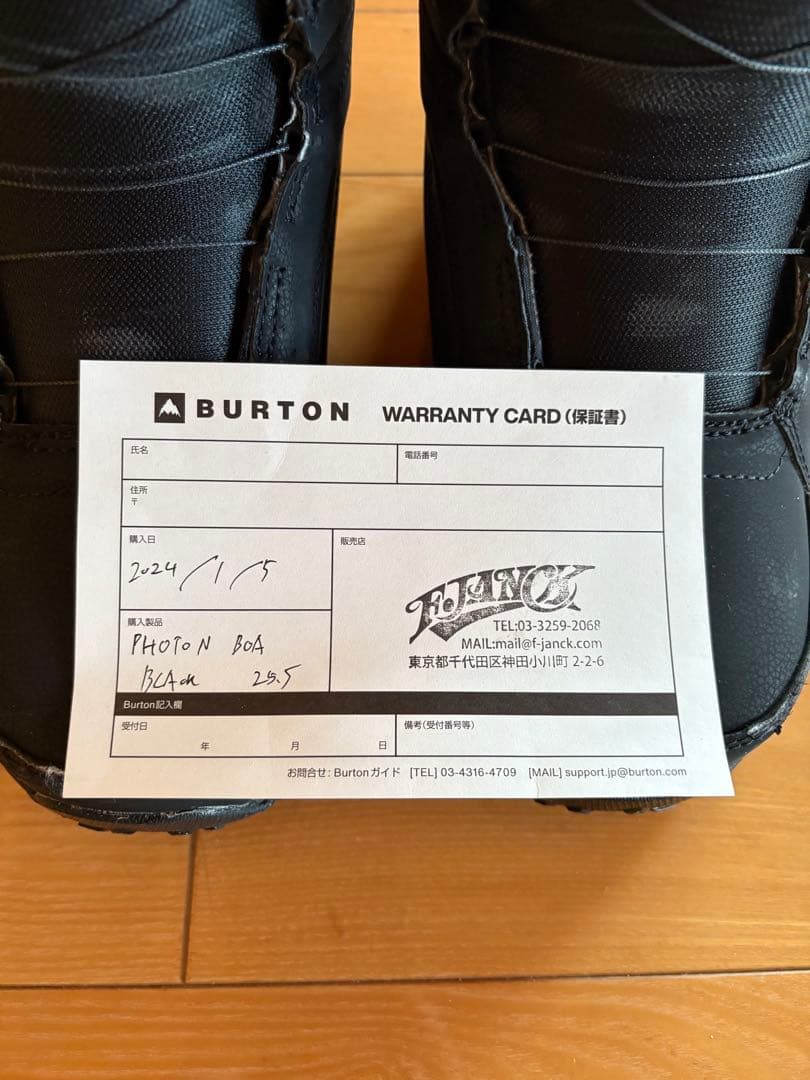 BURTON WARRANTY CARD(保証書)
氏名
電話番号
住所
〒
購入日
2024/1/5
販売店
F.JANCK
TEL:03-3259-2068
MAIL:mail@f-janck.com
東京都千代田区神田小川町 2-2-6
購入製品
PHOTON BOA
BLACK 25.5
Burton記入欄
受付日
年 月 日
備考(受付番号等)
お問合せ: Burtonガイド [TEL] 03-4316-4709 [MAIL] support.jp@burton.com